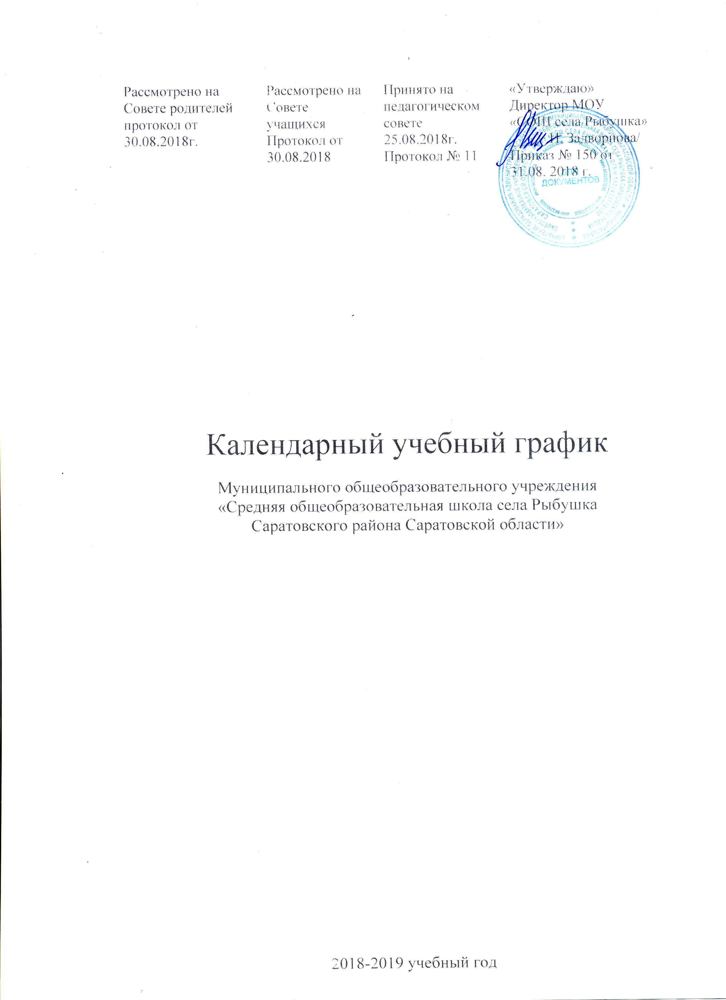 Рассмотрено на
Совете родителей
протокол от
30.08.2018г.
Рассмотрено на
Совете
учащихся
Протокол от
30.08.2018
Принято на
педагогическом
совете
25.08.2018г.
Протокол № 11
«Утверждаю»
Директор МОУ
«СОШ села Рыбушка»
И. Задворнова/
Приказ № 150 от
31.08. 2018 г.
ДЛЯ
ДОКУМЕНТОВ
Календарный учебный график
Муниципального общеобразовательного учреждения
«Средняя общеобразовательная школа села Рыбушка
Саратовского района Саратовской области»
2018-2019 учебный год